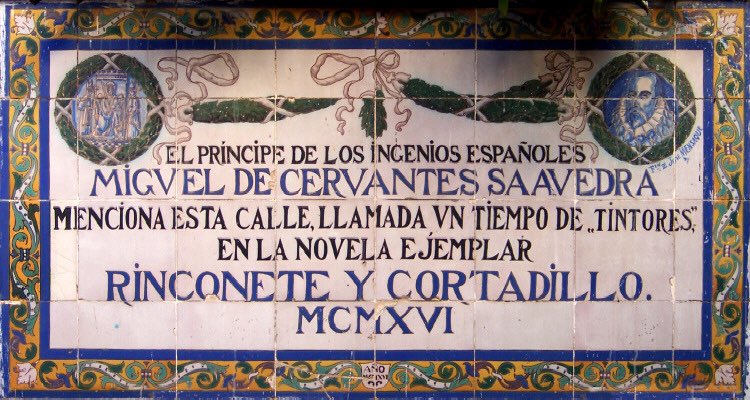 EL PRINCIPE DE LOS INGENIOS ESPAÑOLES
MIGVEL DE CERVANTES SAAVEDRA
MENCIONA ESTA CALLE, LLAMADA VN TIEMPO DE „TINTORES”,
EN LA NOVELA EJEMPLAR
RINCONETE Y CORTADILLO.
MCMXVI
AÑO